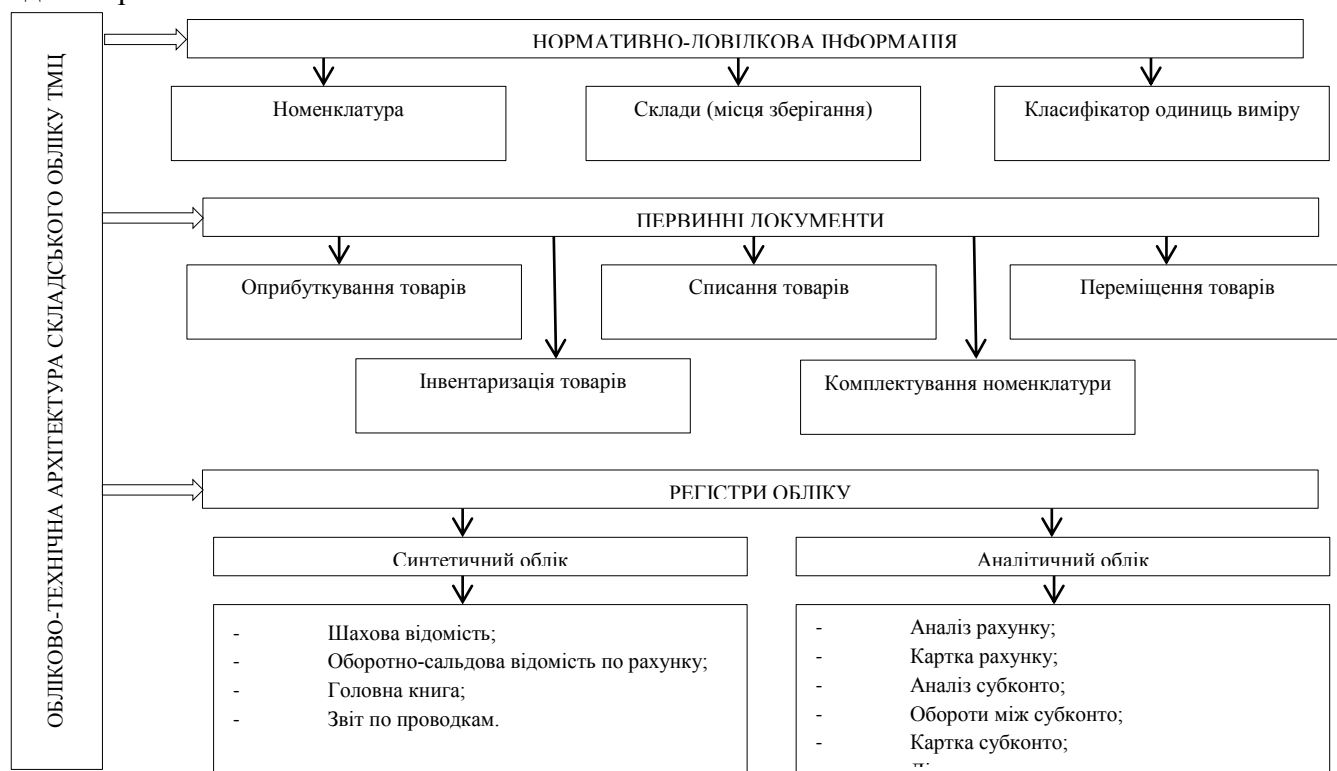 ОБЛІКОВО-ТЕХНІЧНА АРХІТЕКТУРА СКЛАДСЬКОГО ОБЛІКУ ТМЦ
НОРМАТИВНО-ДОВІДКОВА ІНФОРМАЦІЯ
Номенклатура
Склади (місця зберігання)
Класифікатор одиниць виміру
ПЕРВИННІ ДОКУМЕНТИ
Оприбуткування товарів
Списання товарів
Переміщення товарів
Інвентаризація товарів
Комплектування номенклатури
РЕГІСТРИ ОБЛІКУ
Синтетичний облік
Аналітичний облік
- Шахова відомість;
- Оборотно-сальдова відомість по рахунку;
- Головна книга;
- Звіт по проводкам.
- Аналіз рахунку;
- Картка рахунку;
- Аналіз субконто;
- Обороти між субконто;
- Картка субконто;